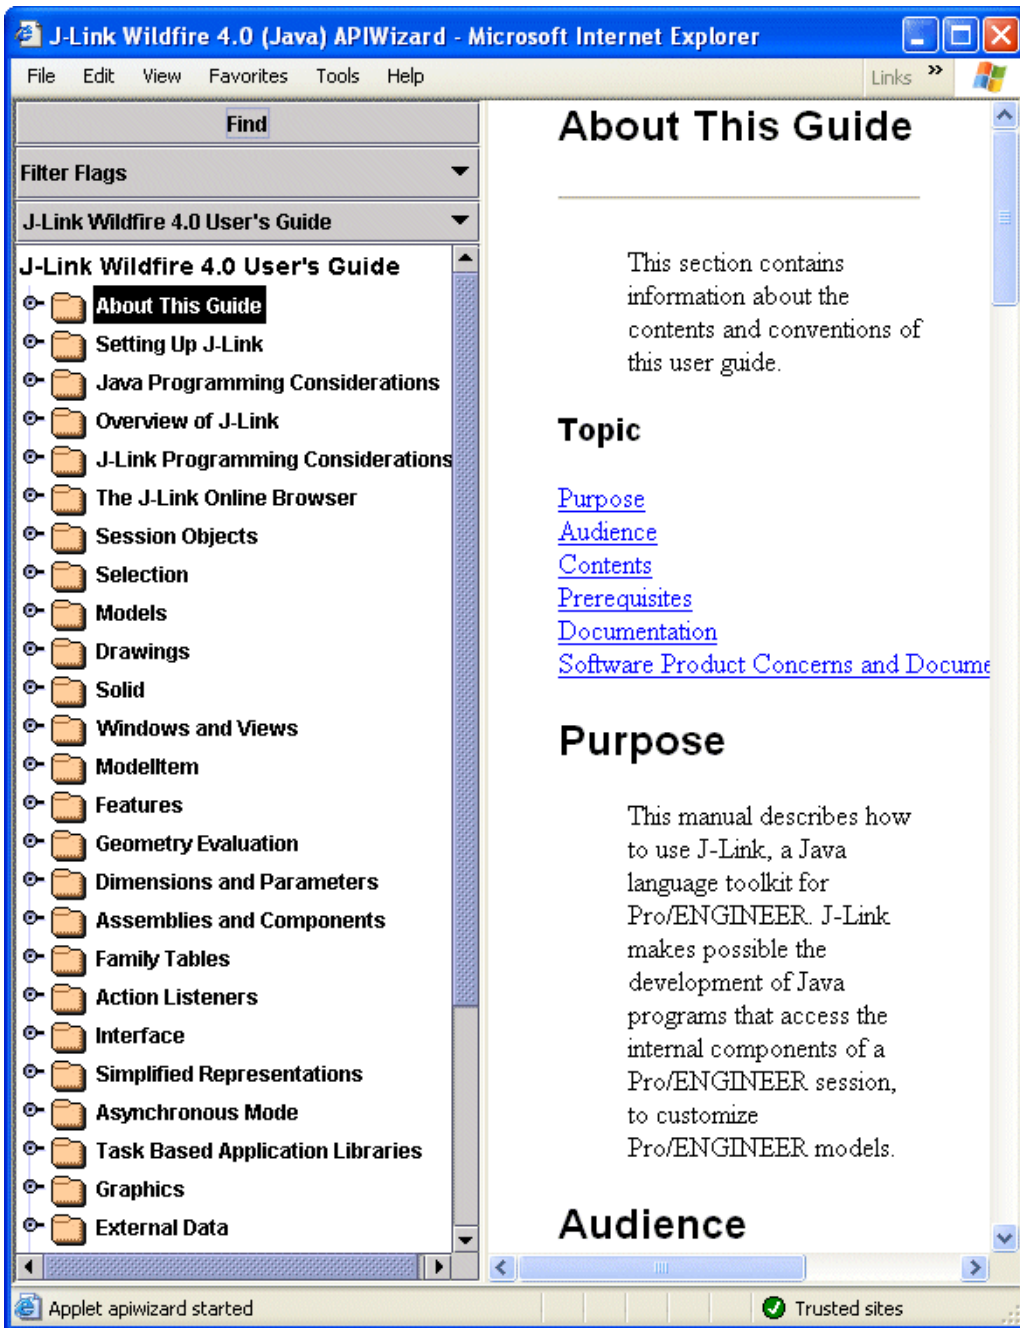 J-Link Wildfire 4.0 (Java) APIWizard - Microsoft Internet Explorer
File Edit View Favorites Tools Help Links »
Find
Filter Flags
J-Link Wildfire 4.0 User's Guide
J-Link Wildfire 4.0 User's Guide
About This Guide
Setting Up J-Link
Java Programming Considerations
Overview of J-Link
J-Link Programming Considerations
The J-Link Online Browser
Session Objects
Selection
Models
Drawings
Solid
Windows and Views
ModelItem
Features
Geometry Evaluation
Dimensions and Parameters
Assemblies and Components
Family Tables
Action Listeners
Interface
Simplified Representations
Asynchronous Mode
Task Based Application Libraries
Graphics
External Data
About This Guide
This section contains
information about the
contents and conventions of
this user guide.
Topic
Purpose
Audience
Contents
Prerequisites
Documentation
Software Product Concerns and Docume
Purpose
This manual describes how
to use J-Link, a Java
language toolkit for
Pro/ENGINEER. J-Link
makes possible the
development of Java
programs that access the
internal components of a
Pro/ENGINEER session,
to customize
Pro/ENGINEER models.
Audience
Applet apiwizard started
Trusted sites